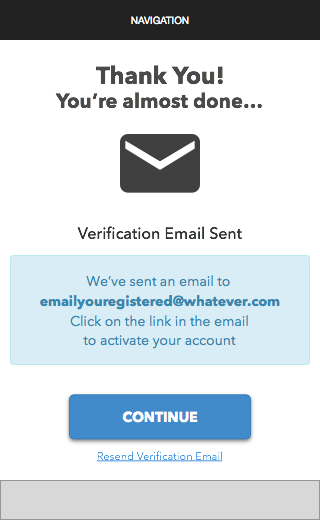 NAVIGATION
Thank You!
You’re almost done...
Verification Email Sent
We’ve sent an email to
emailyouregistered@whatever.com
Click on the link in the email
to activate your account
CONTINUE
Resend Verification Email